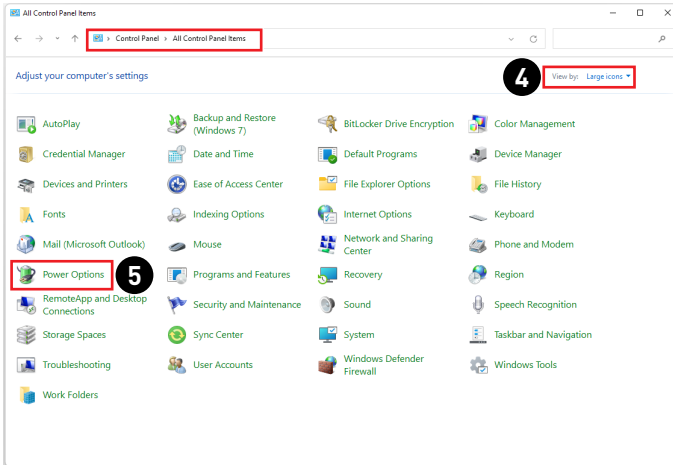 All Control Panel Items
Control Panel > All Control Panel Items
Adjust your computer's settings
4
View by: Large icons
AutoPlay
Backup and Restore
(Windows 7)
BitLocker Drive Encryption
Color Management
Credential Manager
Date and Time
Default Programs
Device Manager
Devices and Printers
Ease of Access Center
File Explorer Options
File History
Fonts
Indexing Options
Internet Options
Keyboard
Mail (Microsoft Outlook)
Mouse
Network and Sharing
Center
Phone and Modem
Power Options
5
Programs and Features
Recovery
Region
RemoteApp and Desktop
Connections
Security and Maintenance
Sound
Speech Recognition
Storage Spaces
Sync Center
System
Taskbar and Navigation
Troubleshooting
User Accounts
Windows Defender
Firewall
Windows Tools
Work Folders